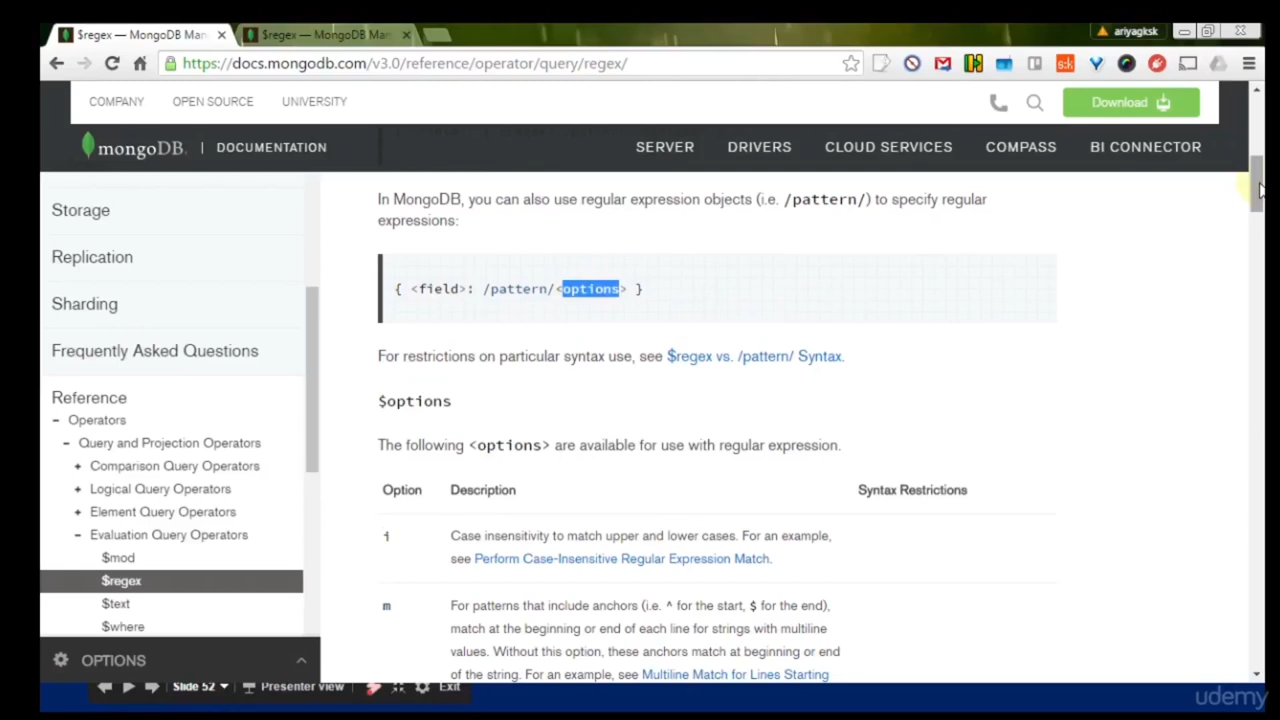 $regex — MongoDB Man
$regex — MongoDB Man
ariyagksk
https://docs.mongodb.com/v3.0/reference/operator/query/regex/
COMPANY OPEN SOURCE UNIVERSITY
Download
mongoDB. | DOCUMENTATION
SERVER DRIVERS CLOUD SERVICES COMPASS BI CONNECTOR
Storage
Replication
Sharding
Frequently Asked Questions
Reference
- Operators
- Query and Projection Operators
+ Comparison Query Operators
+ Logical Query Operators
+ Element Query Operators
- Evaluation Query Operators
$mod
$regex
$text
$where
OPTIONS
In MongoDB, you can also use regular expression objects (i.e. /pattern/) to specify regular
expressions:
{ <field>: /pattern/<options> }
For restrictions on particular syntax use, see $regex vs. /pattern/ Syntax.
$options
The following <options> are available for use with regular expression.
Option Description Syntax Restrictions
i Case insensitivity to match upper and lower cases. For an example,
see Perform Case-Insensitive Regular Expression Match.
m For patterns that include anchors (i.e. ^ for the start, $ for the end),
match at the beginning or end of each line for strings with multiline
values. Without this option, these anchors match at beginning or end
of the string. For an example, see Multiline Match for Lines Starting
Slide 52 Presenter View Exit
udemy